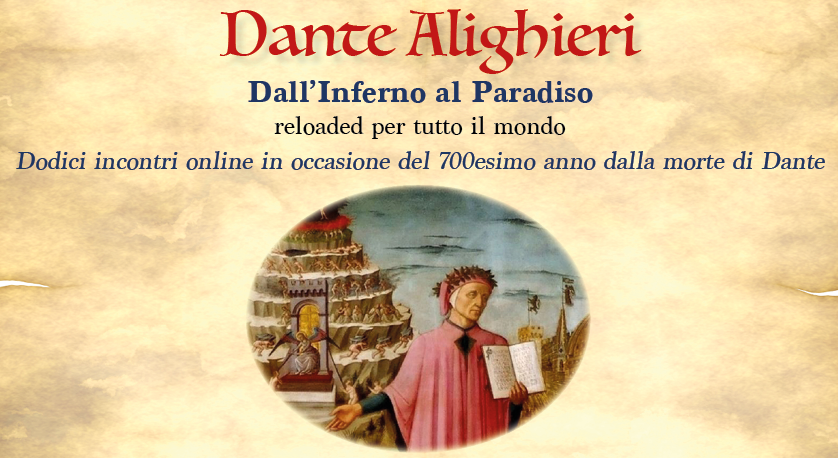 Dante Alighieri
Dall’Inferno al Paradiso
reloaded per tutto il mondo
Dodici incontri online in occasione del 700esimo anno dalla morte di Dante